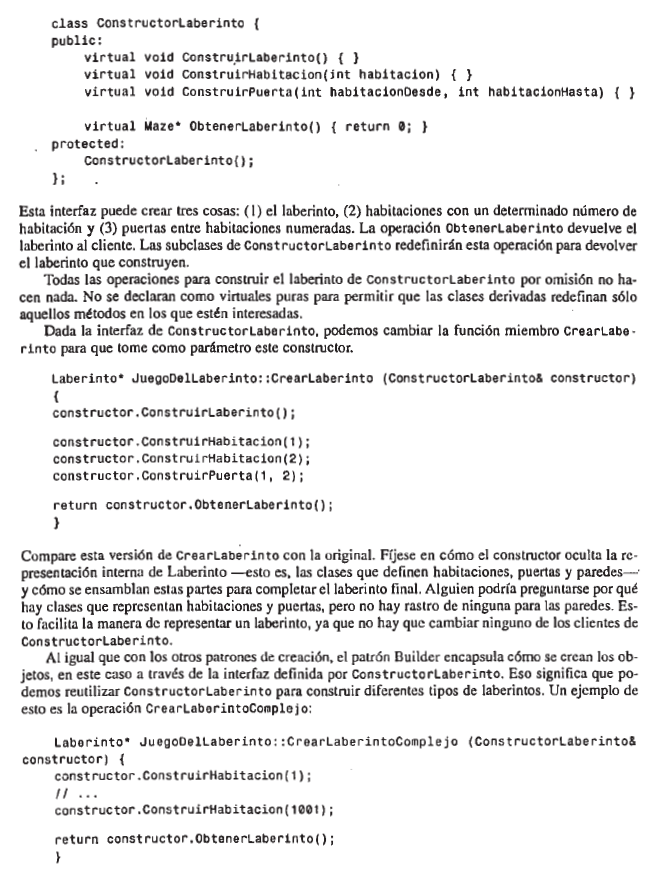 class ConstructorLaberinto {
public:
virtual void ConstruirLaberinto() { }
virtual void ConstruirHabitacion(int habitacion) { }
virtual void ConstruirPuerta(int habitacionDesde, int habitacionHasta) { }
virtual Maze* ObtenerLaberinto() { return 0; }
protected:
ConstructorLaberinto();
};
Esta interfaz puede crear tres cosas: (1) el laberinto, (2) habitaciones con un determinado número de
habitación y (3) puertas entre habitaciones numeradas. La operación ObtenerLaberinto devuelve el
laberinto al cliente. Las subclases de ConstructorLaberinto redefinirán esta operación para devolver
el laberinto que construyen.
Todas las operaciones para construir el laberinto de ConstructorLaberinto por omisión no ha-
cen nada. No se declaran como virtuales puras para permitir que las clases derivadas redefinan sólo
aquellos métodos en los que estén interesadas.
Dada la interfaz de ConstructorLaberinto, podemos cambiar la función miembro CrearLabe-
rinto para que tome como parámetro este constructor.
Laberinto* JuegoDelLaberinto::CrearLaberinto (ConstructorLaberinto& constructor)
{
constructor.ConstruirLaberinto();
constructor.ConstruirHabitacion(1);
constructor.ConstruirHabitacion(2);
constructor.ConstruirPuerta(1, 2);
return constructor.ObtenerLaberinto();
}
Compare esta versión de CrearLaberinto con la original. Fíjese en cómo el constructor oculta la re-
presentación interna de Laberinto —esto es, las clases que definen habitaciones, puertas y paredes—
y cómo se ensamblan estas partes para completar el laberinto final. Alguien podría preguntarse por qué
hay clases que representan habitaciones y puertas, pero no hay rastro de ninguna para las paredes. Es-
to facilita la manera de representar un laberinto, ya que no hay que cambiar ninguno de los clientes de
ConstructorLaberinto.
Al igual que con los otros patrones de creación, el patrón Builder encapsula cómo se crean los ob-
jetos, en este caso a través de la interfaz definida por ConstructorLaberinto. Eso significa que po-
demos reutilizar ConstructorLaberinto para construir diferentes tipos de laberintos. Un ejemplo de
esto es la operación CrearLaberintoComplejo:
Laberinto* JuegoDelLaberinto::CrearLaberintoComplejo (ConstructorLaberinto&
constructor) {
constructor.ConstruirHabitacion(1);
// ...
constructor.ConstruirHabitacion(1001);
return constructor.ObtenerLaberinto();
}